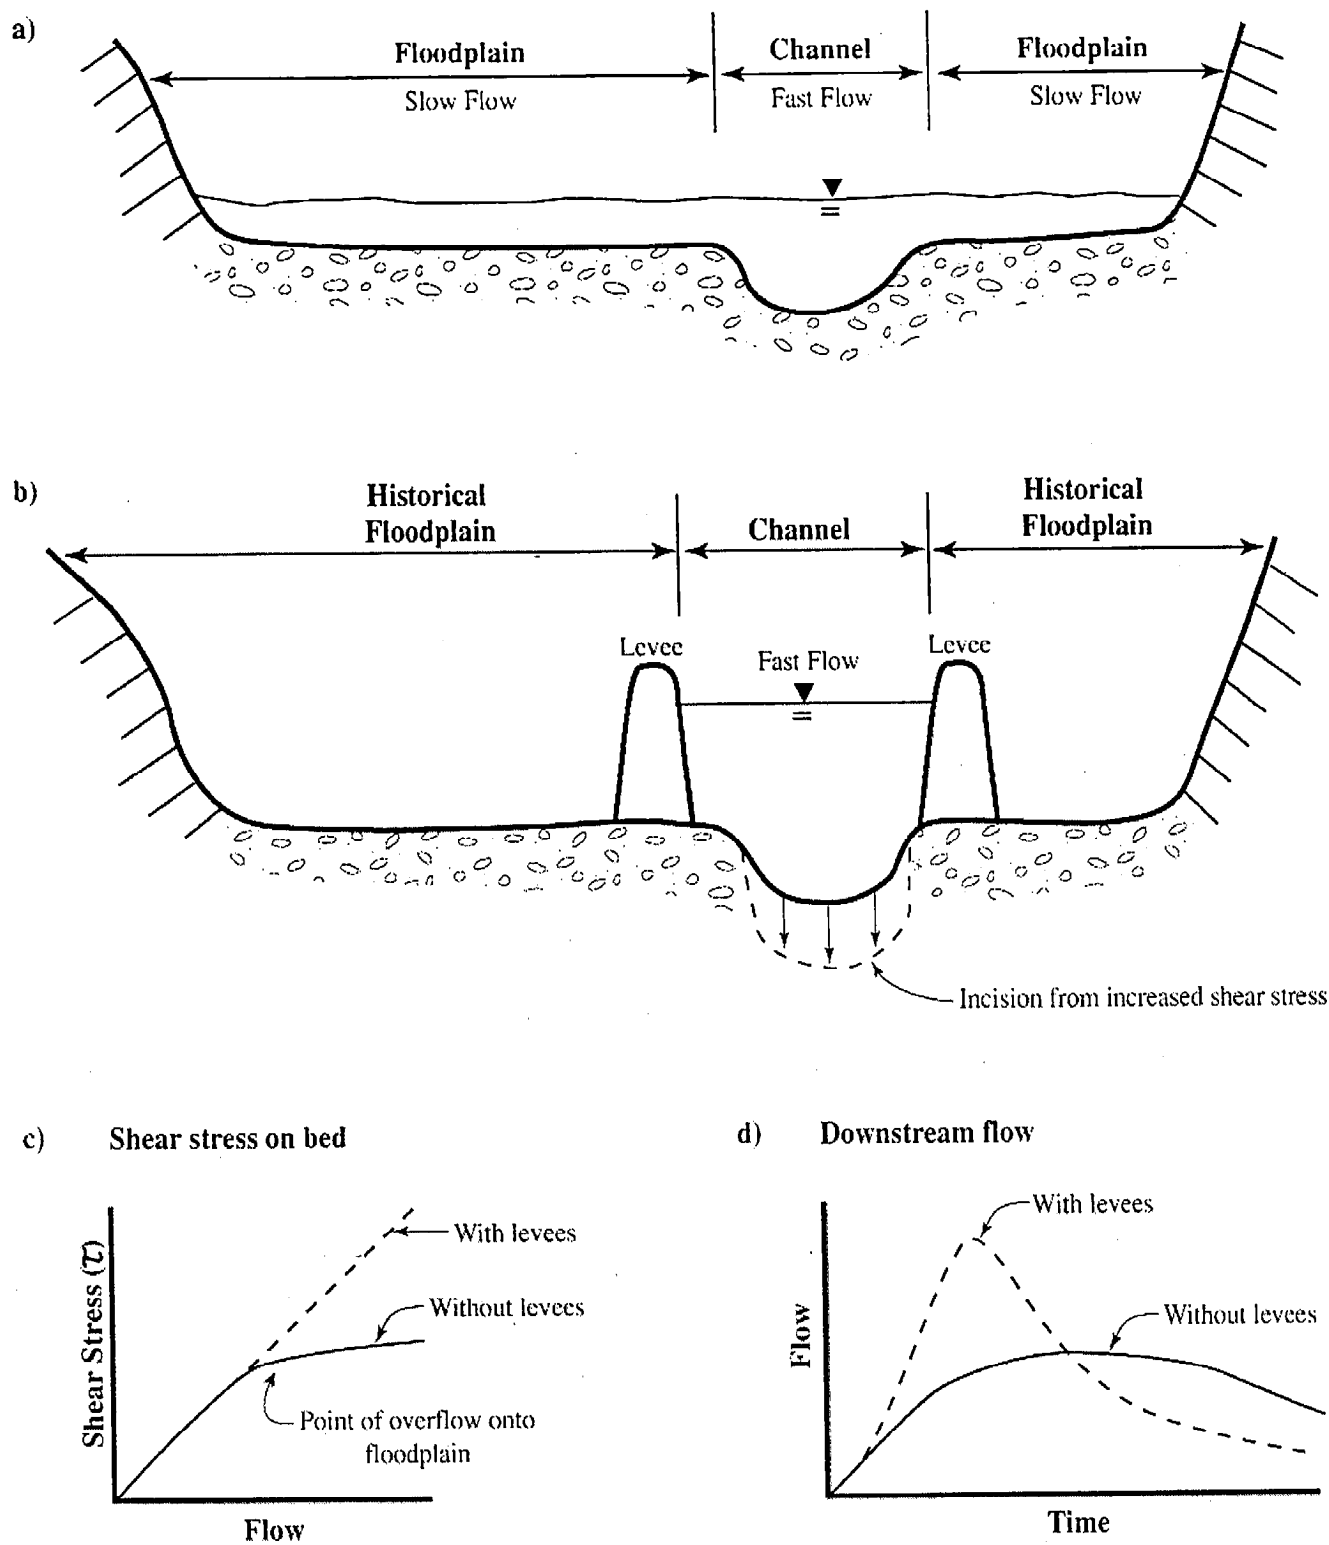 a)
Floodplain
Channel
Floodplain
Slow Flow
Fast Flow
Slow Flow
b)
Historical
Floodplain
Channel
Historical
Floodplain
Levee
Fast Flow
Levee
Incision from increased shear stress
c) Shear stress on bed
Shear Stress (τ)
With levees
Without levees
Point of overflow onto
floodplain
Flow
d) Downstream flow
Flow
With levees
Without levees
Time